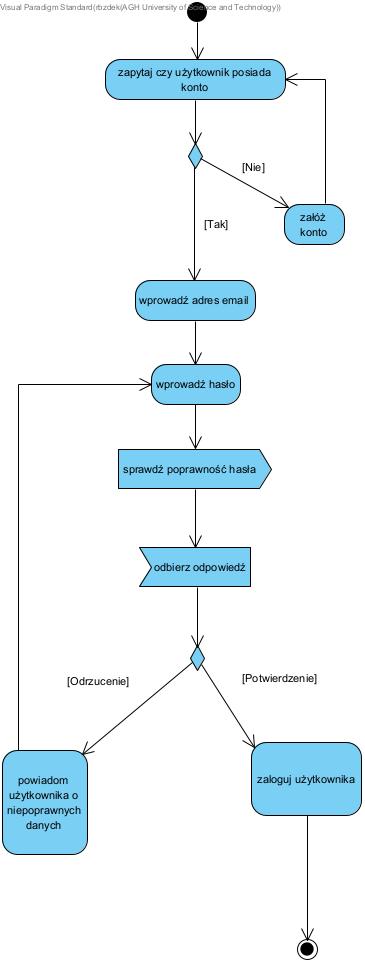 Visual Paradigm Standard(rbzdek(AGH University of Science and Technology))
zapytaj czy użytkownik posiada
konto
[Nie]
załóż
konto
[Tak]
wprowadź adres email
wprowadź hasło
sprawdź poprawność hasła
odbierz odpowiedź
[Odrzucenie]
[Potwierdzenie]
powiadom
użytkownika o
niepoprawnych
danych
zaloguj użytkownika